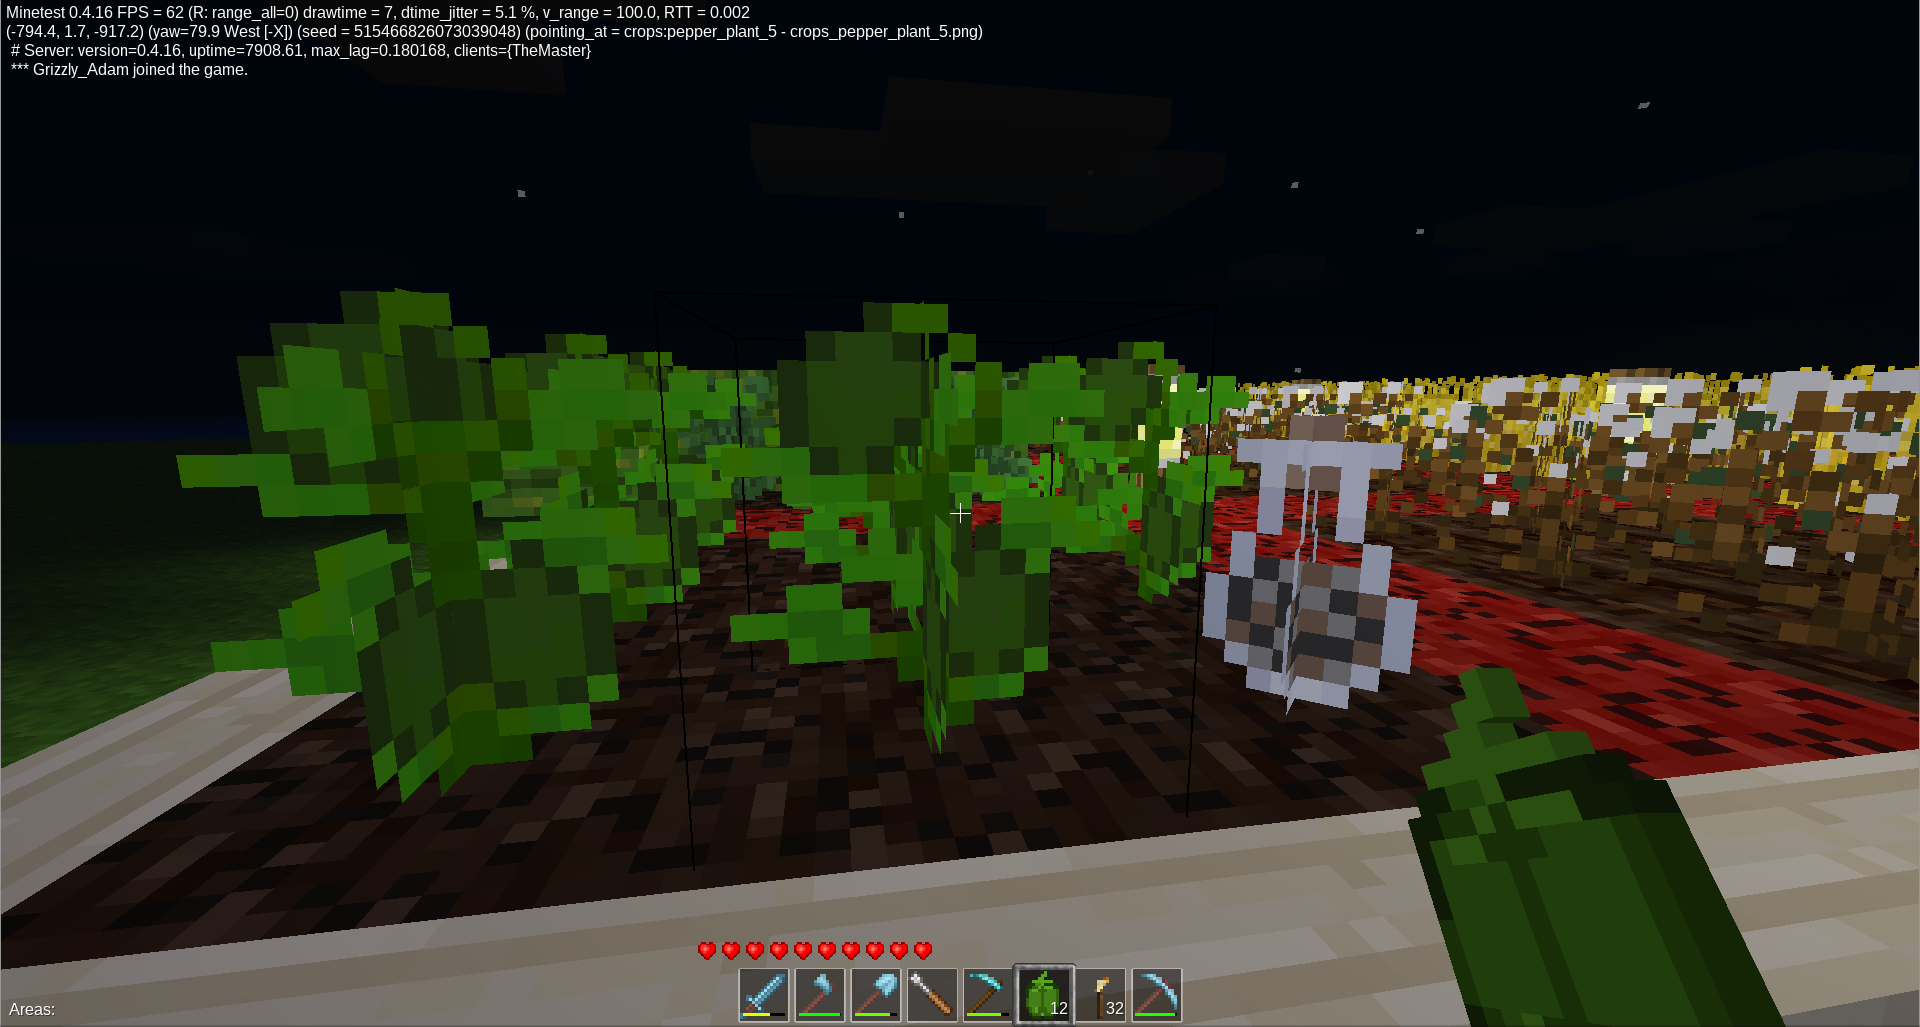 Minetest 0.4.16 FPS = 62 (R: range_all=0) drawtime = 7, dtime_jitter = 5.1 %, v_range = 100.0, RTT = 0.002
(-794.4, 1.7, -917.2) (yaw=79.9 West [-X]) (seed = 515466826073039048) (pointing_at = crops:pepper_plant_5 - crops_pepper_plant_5.png)
# Server: version=0.4.16, uptime=7908.61, max_lag=0.180168, clients={TheMaster}
*** Grizzly_Adam joined the game.
Areas:
12
32